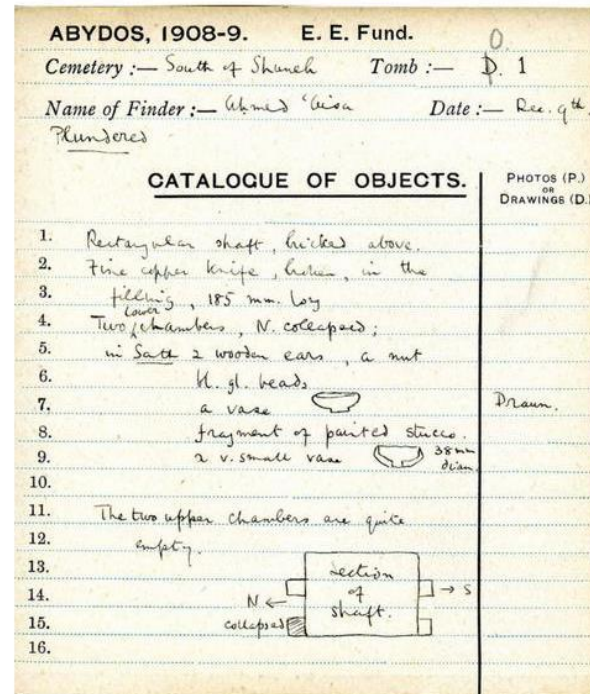 ABYDOS, 1908-9. E. E. Fund.
O.
Cemetery :— South of Shuneh Tomb :— D. 1
Name of Finder :— Ahmed 'Aisa Date :— Dec. 9th.
Plundered
CATALOGUE OF OBJECTS.
PHOTOS (P.)
OR
DRAWINGS (D.)
1. Rectangular shaft, bricked above.
2. Fine copper knife, broken, in the
3. filling, 185 mm. long
lower
4. Two chambers, N. collapsed;
5. in South 2 wooden ears, a nut
6. bl. gl. beads
7. a vase Drawn.
8. fragment of painted stucco.
9. 2 v. small vase 38 mm
diam.
10.
11. The two upper chambers are quite
12. empty.
13. Section
14. N ← of → S
15. collapsed shaft.
16.